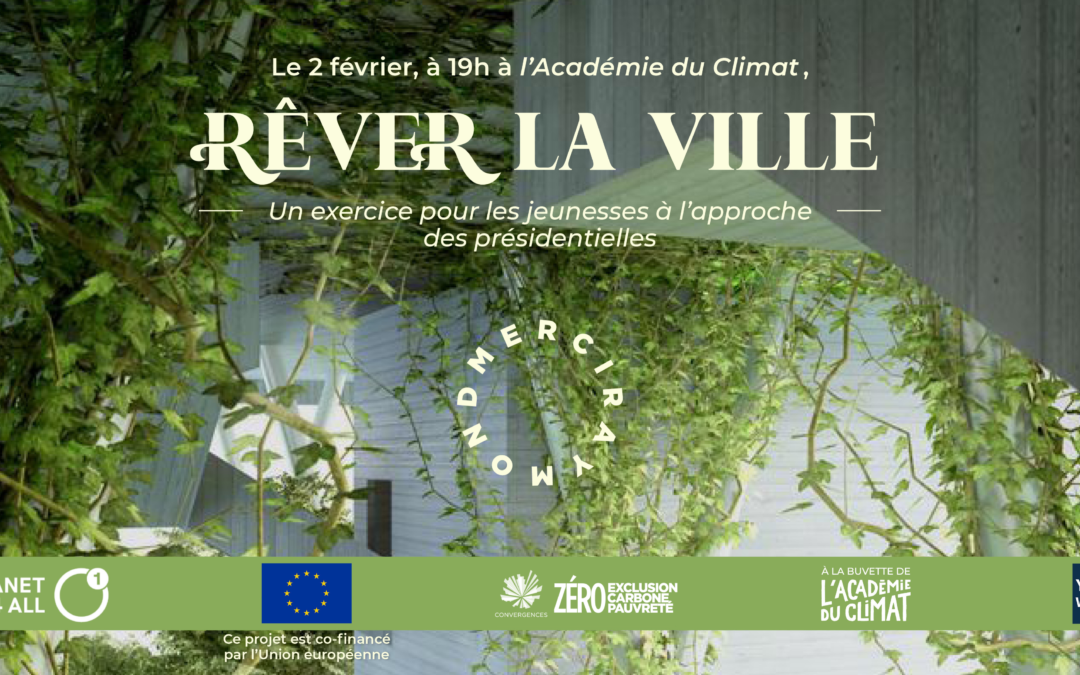 Le 2 février, à 19h à l’Académie du Climat,
RÊVER LA VILLE
Un exercice pour les jeunesses à l’approche
des présidentielles
MERCIRAYMOND
ANET
ALL
1
CONVERGENCES
ZÉRO
EXCLUSION
CARBONE
PAUVRETÉ
À LA BUVETTE DE
L’ACADÉMIE
DU CLIMAT
Ce projet est co-financé
par l’Union européenne